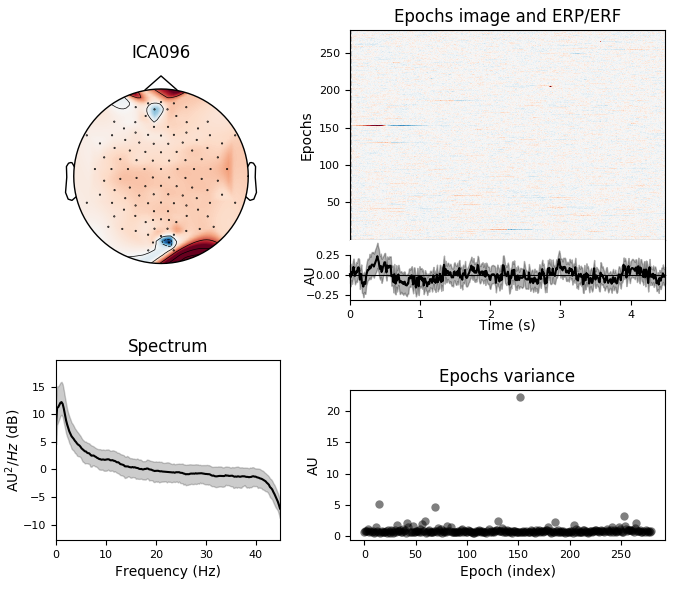 ICA096
Epochs image and ERP/ERF
Epochs
250
200
150
100
50
AU
0.25
0.00
−0.25
0 1 2 3 4
Time (s)
Spectrum
AU²/Hz (dB)
15
10
5
0
−5
−10
0 10 20 30 40
Frequency (Hz)
Epochs variance
AU
20
15
10
5
0
0 50 100 150 200 250
Epoch (index)